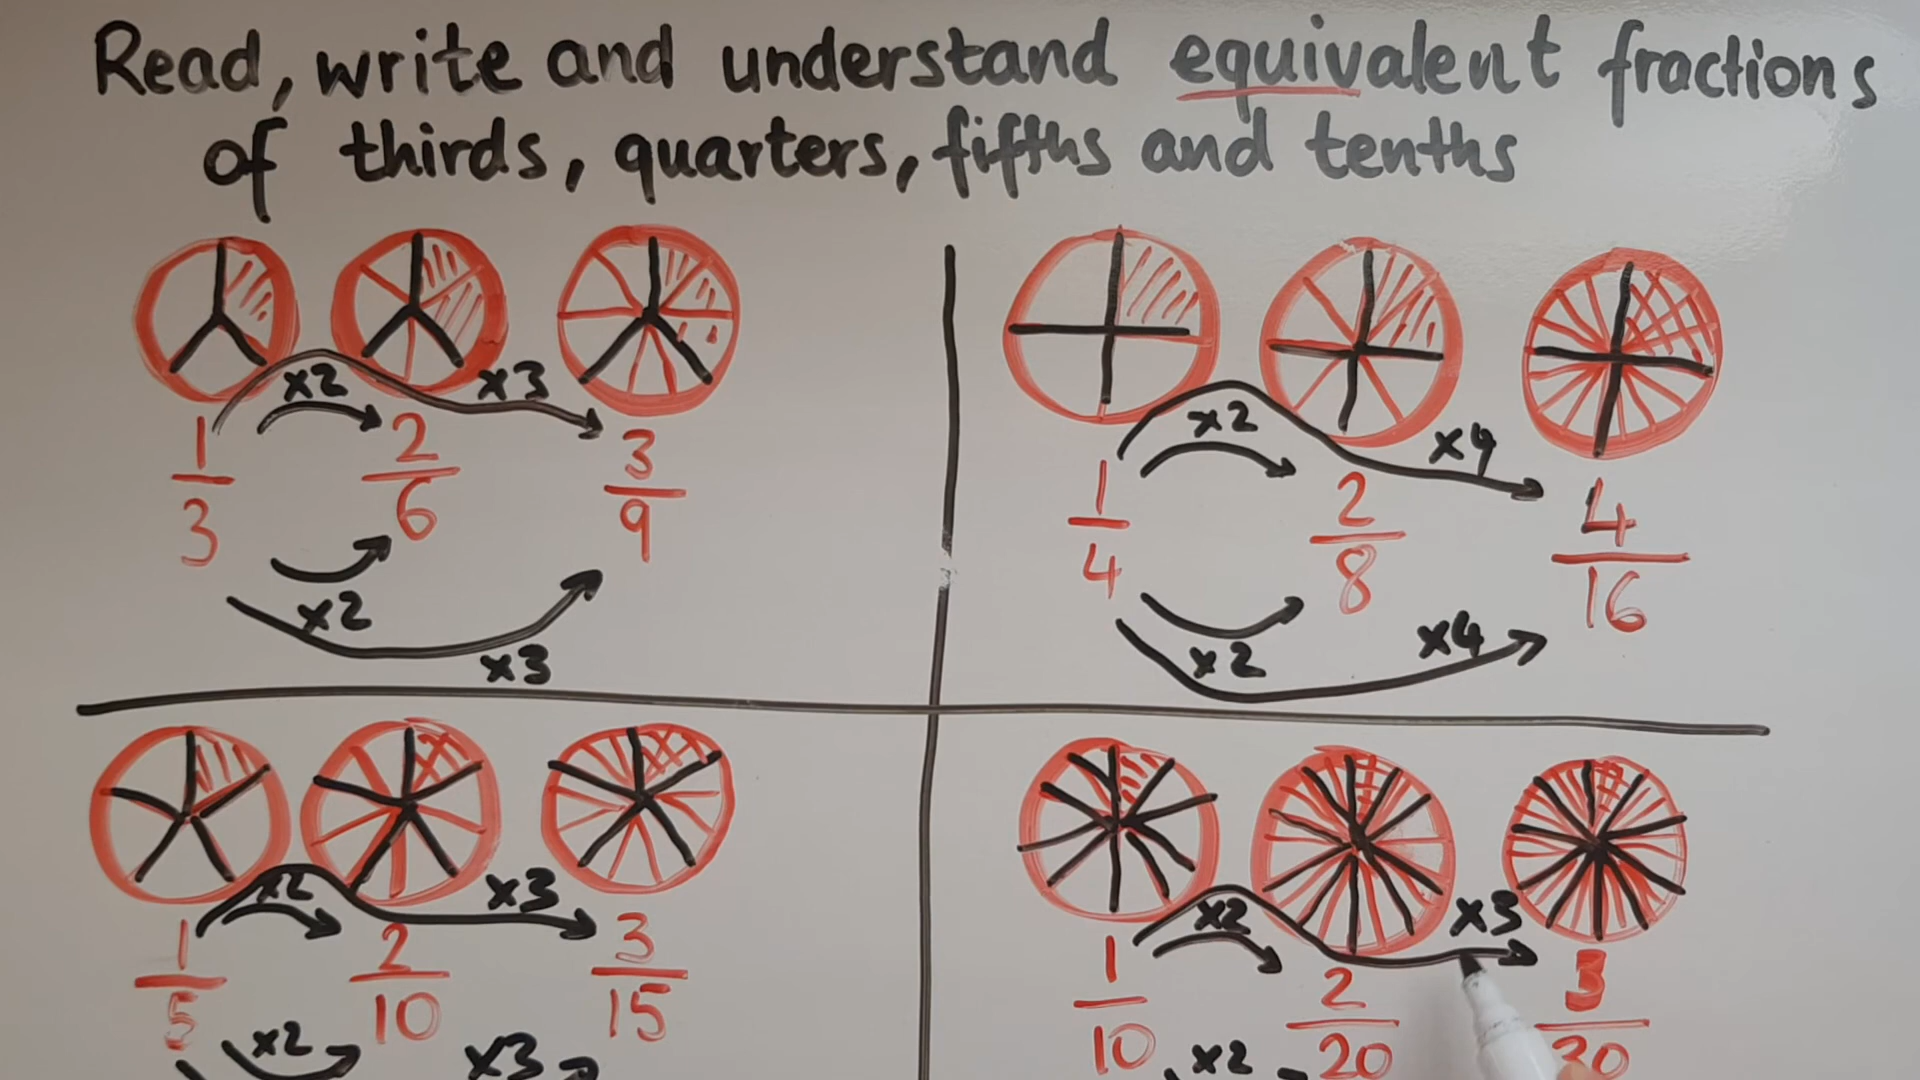 Read, write and understand equivalent fractions
of thirds, quarters, fifths and tenths
x2 x3
1/3 2/6 3/9
x2
x3
x2 x4
1/4 2/8 4/16
x2 x4
x2 x3
1/5 2/10 3/15
x2 x3
x2 x3
1/10 2/20 3/30
x2